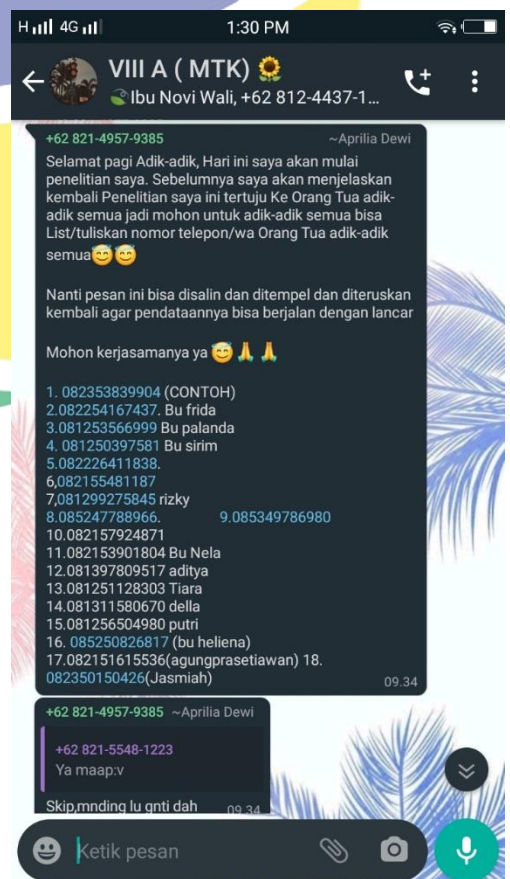 H 4G 1:30 PM
VIII A ( MTK) 🌻
Ibu Novi Wali, +62 812-4437-1...
+62 821-4957-9385 ~Aprilia Dewi
Selamat pagi Adik-adik, Hari ini saya akan mulai
penelitian saya. Sebelumnya saya akan menjelaskan
kembali Penelitian saya ini tertuju Ke Orang Tua adik-
adik semua jadi mohon untuk adik-adik semua bisa
List/tuliskan nomor telepon/wa Orang Tua adik-adik
semua😇😇
Nanti pesan ini bisa disalin dan ditempel dan diteruskan
kembali agar pendataannya bisa berjalan dengan lancar
Mohon kerjasamanya ya 😇🙏🙏
1. 082353839904 (CONTOH)
2.082254167437. Bu frida
3.081253566999 Bu palanda
4. 081250397581 Bu sirim
5.082226411838.
6,082155481187
7,081299275845 rizky
8.085247788966. 9.085349786980
10.082157924871
11.082153901804 Bu Nela
12.081397809517 aditya
13.081251128303 Tiara
14.081311580670 della
15.081256504980 putri
16. 085250826817 (bu heliena)
17.082151615536(agungprasetiawan) 18.
082350150426(Jasmiah)
09.34
+62 821-4957-9385 ~Aprilia Dewi
+62 821-5548-1223
Ya maap:v
Skip,mnding lu gnti dah 09.34
Ketik pesan